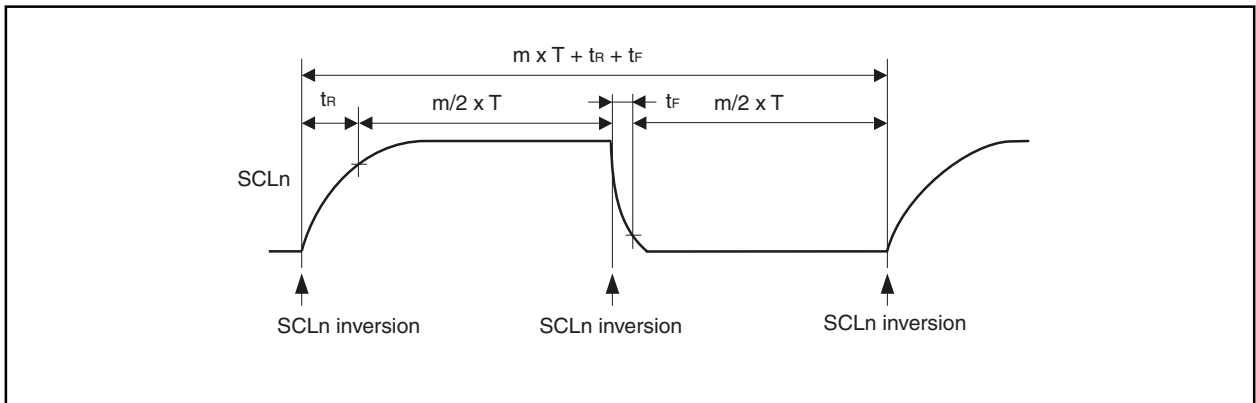 m x T + tR + tF
tR
m/2 x T
tF
m/2 x T
SCLn
SCLn inversion
SCLn inversion
SCLn inversion